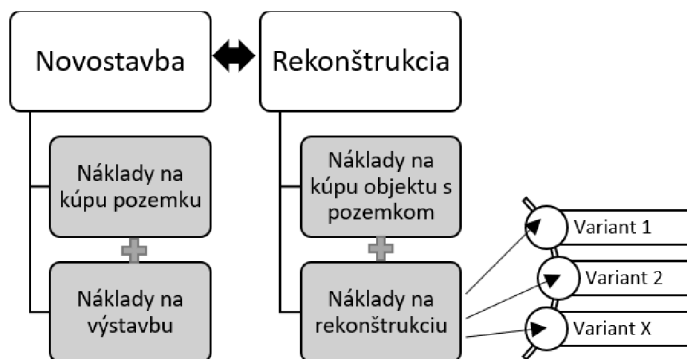 Novostavba
Rekonštrukcia
Náklady na
kúpu pozemku
Náklady na
kúpu objektu s
pozemkom
Náklady na
výstavbu
Náklady na
rekonštrukciu
Variant 1
Variant 2
Variant X